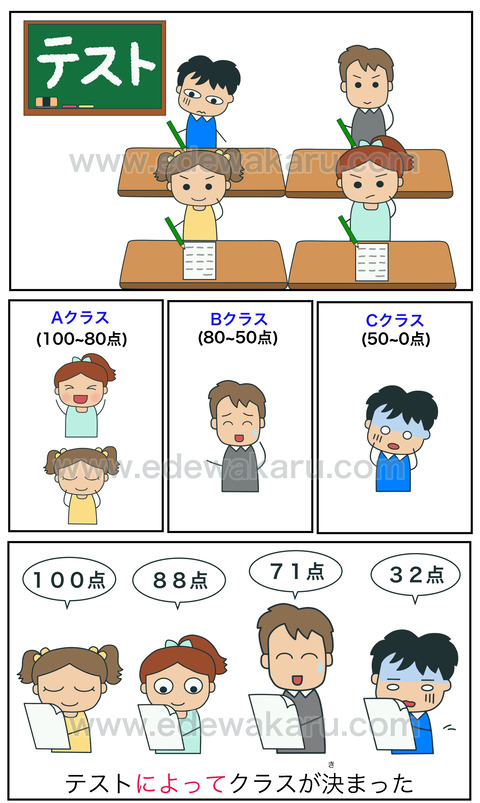 テスト
www.edewakaru.com
Aクラス
(100~80点)
Bクラス
(80~50点)
Cクラス
(50~0点)
www.edewakaru.com
100点
88点
71点
32点
www.edewakaru.com
き
テストによってクラスが決まった